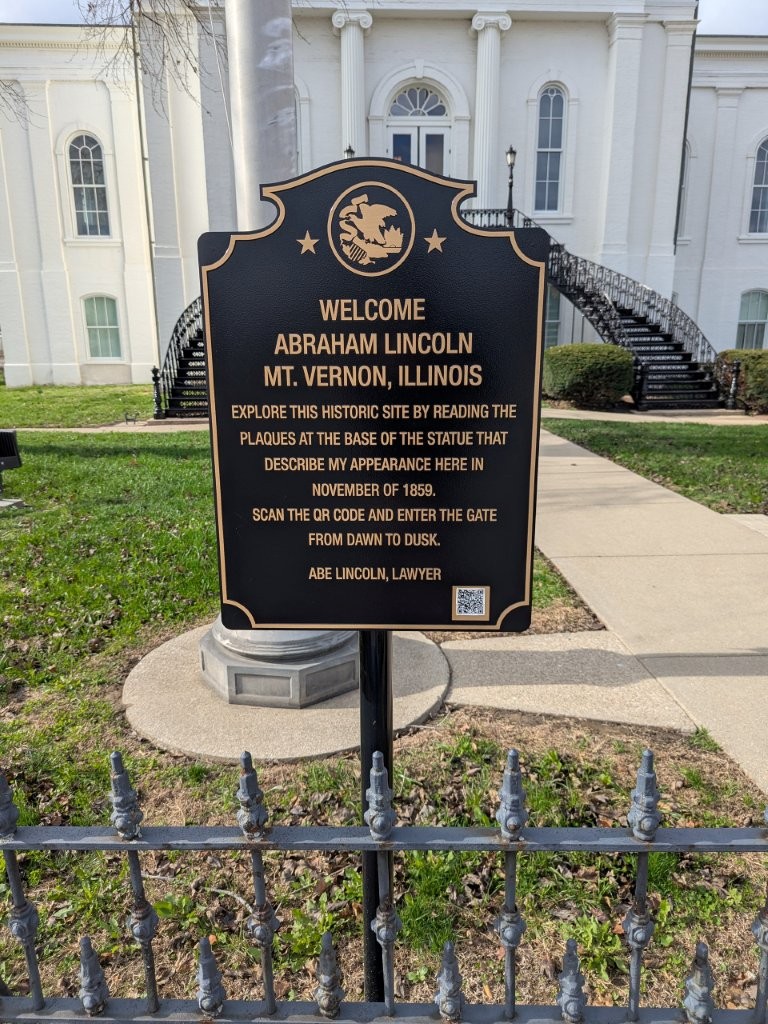 WELCOME
ABRAHAM LINCOLN
MT. VERNON, ILLINOIS
EXPLORE THIS HISTORIC SITE BY READING THE
PLAQUES AT THE BASE OF THE STATUE THAT
DESCRIBE MY APPEARANCE HERE IN
NOVEMBER OF 1859.
SCAN THE QR CODE AND ENTER THE GATE
FROM DAWN TO DUSK.
ABE LINCOLN, LAWYER